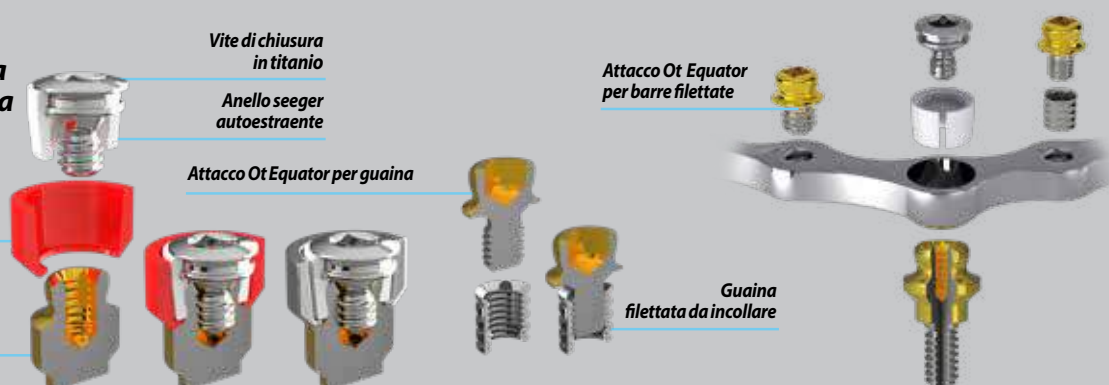 Vite di chiusura
in titanio
Anello seeger
autoestraente
Attacco Ot Equator per guaina
Attacco Ot Equator
per barre filettate
Guaina
filettata da incollare